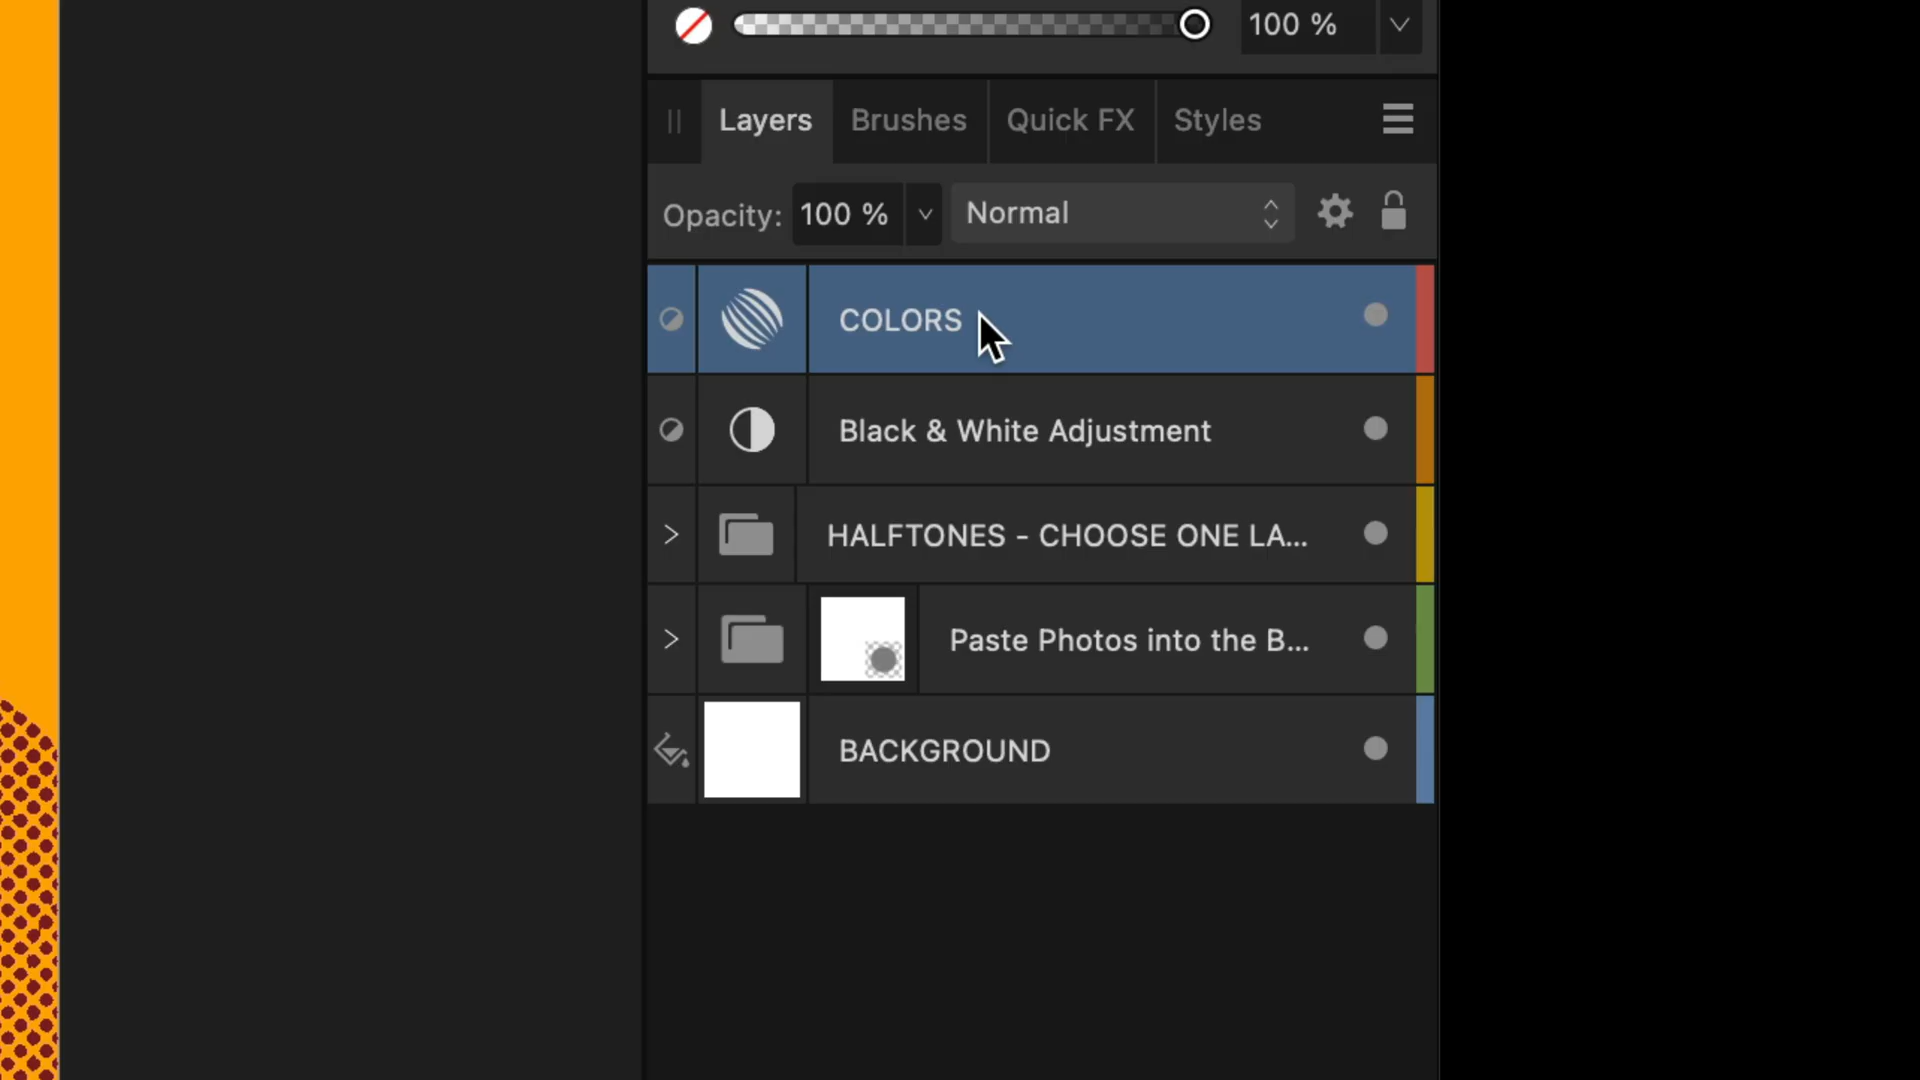 100 %
Layers Brushes Quick FX Styles
Opacity: 100 % Normal
COLORS
Black & White Adjustment
HALFTONES - CHOOSE ONE LA...
Paste Photos into the B...
BACKGROUND